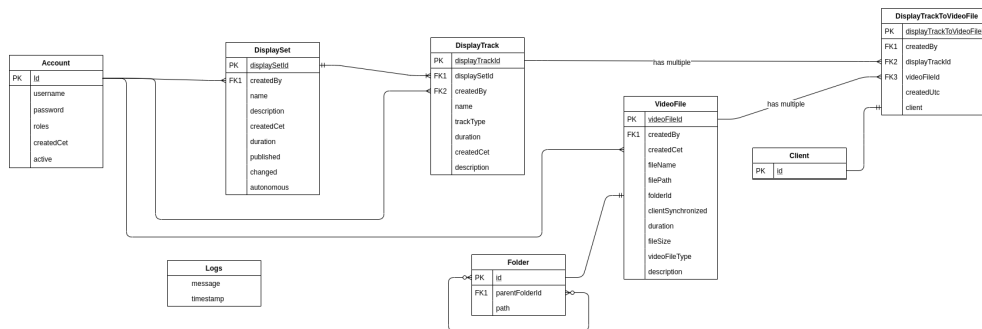 Account
PK Id
username
password
roles
createdCet
active
DisplaySet
PK displaySetId
FK1 createdBy
name
description
createdCet
duration
published
changed
autonomous
DisplayTrack
PK displayTrackId
FK1 displaySetId
FK2 createdBy
name
trackType
duration
createdCet
description
has multiple
DisplayTrackToVideoFile
PK displayTrackToVideoFile
FK1 createdBy
FK2 displayTrackId
FK3 videoFileId
createdUtc
client
has multiple
VideoFile
PK videoFileId
FK1 createdBy
createdCet
fileName
filePath
folderId
clientSynchronized
duration
fileSize
videoFileType
description
Client
PK id
Logs
message
timestamp
Folder
PK id
FK1 parentFolderId
path